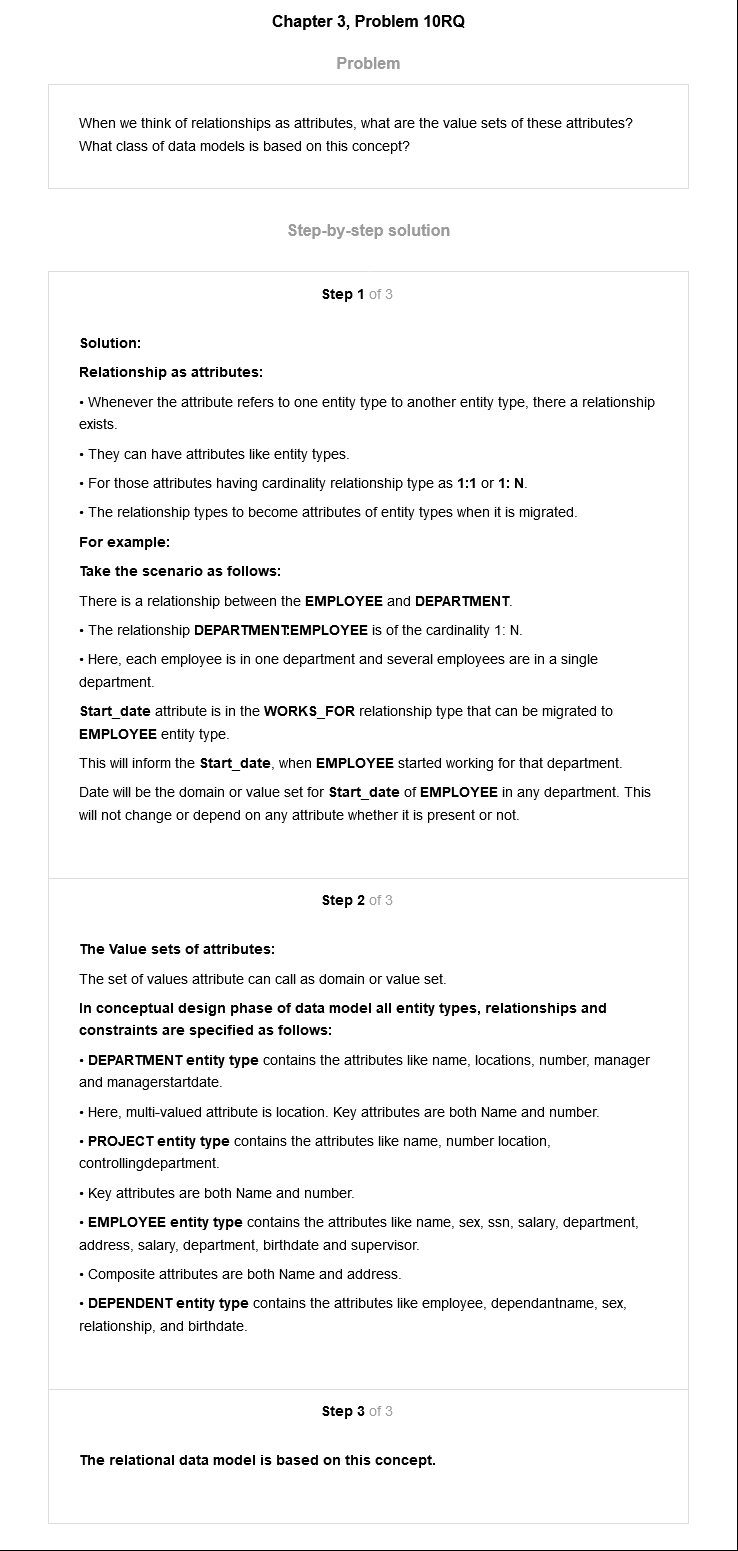 Chapter 3, Problem 10RQ
Problem
When we think of relationships as attributes, what are the value sets of these attributes?
What class of data models is based on this concept?
Step-by-step solution
Step 1 of 3
Solution:
Relationship as attributes:
• Whenever the attribute refers to one entity type to another entity type, there a relationship
exists.
• They can have attributes like entity types.
• For those attributes having cardinality relationship type as 1:1 or 1: N.
• The relationship types to become attributes of entity types when it is migrated.
For example:
Take the scenario as follows:
There is a relationship between the EMPLOYEE and DEPARTMENT.
• The relationship DEPARTMENT:EMPLOYEE is of the cardinality 1: N.
• Here, each employee is in one department and several employees are in a single
department.
Start_date attribute is in the WORKS_FOR relationship type that can be migrated to
EMPLOYEE entity type.
This will inform the Start_date, when EMPLOYEE started working for that department.
Date will be the domain or value set for Start_date of EMPLOYEE in any department. This
will not change or depend on any attribute whether it is present or not.
Step 2 of 3
The Value sets of attributes:
The set of values attribute can call as domain or value set.
In conceptual design phase of data model all entity types, relationships and
constraints are specified as follows:
• DEPARTMENT entity type contains the attributes like name, locations, number, manager
and managerstartdate.
• Here, multi-valued attribute is location. Key attributes are both Name and number.
• PROJECT entity type contains the attributes like name, number location,
controllingdepartment.
• Key attributes are both Name and number.
• EMPLOYEE entity type contains the attributes like name, sex, ssn, salary, department,
address, salary, department, birthdate and supervisor.
• Composite attributes are both Name and address.
• DEPENDENT entity type contains the attributes like employee, dependantname, sex,
relationship, and birthdate.
Step 3 of 3
The relational data model is based on this concept.